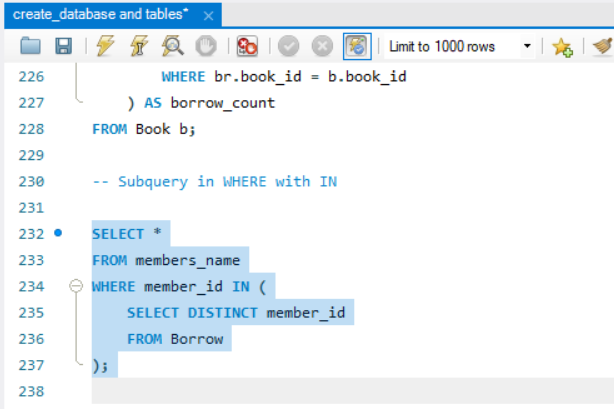 create_database and tables*
Limit to 1000 rows
226 WHERE br.book_id = b.book_id
227 ) AS borrow_count
228 FROM Book b;
229
230 -- Subquery in WHERE with IN
231
232 SELECT *
233 FROM members_name
234 WHERE member_id IN (
235 SELECT DISTINCT member_id
236 FROM Borrow
237 );
238